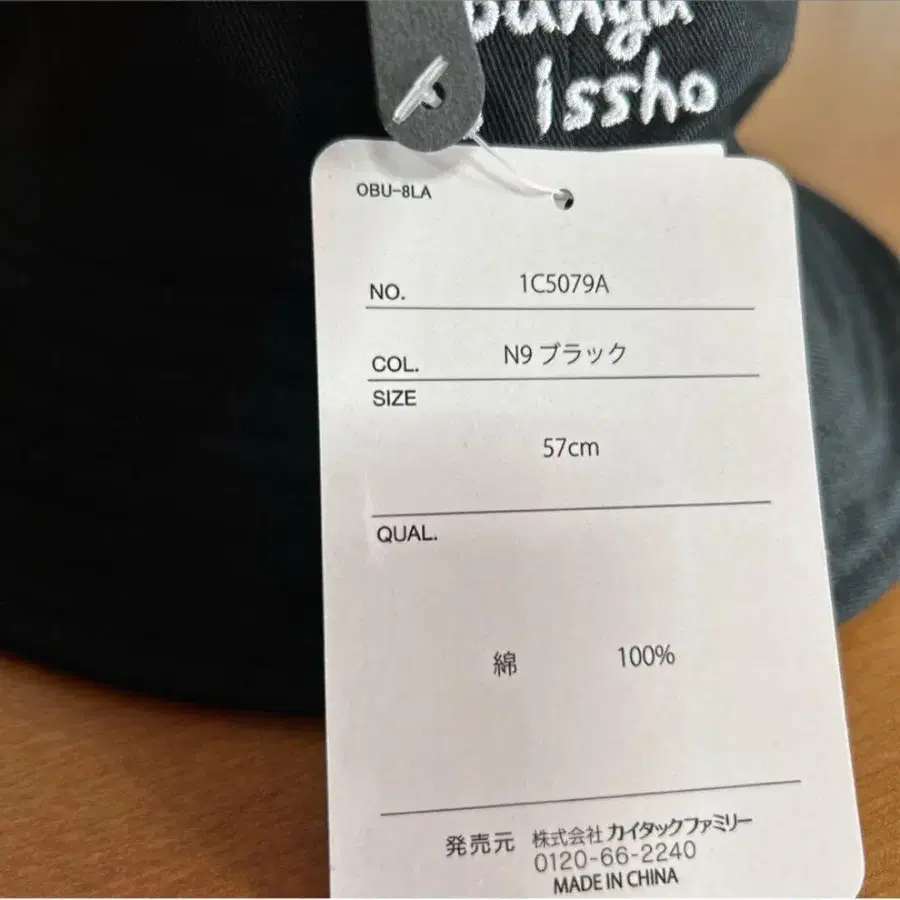 issho
OBU-8LA
NO. 1C5079A
COL. N9 ブラック
SIZE
57cm
QUAL.
綿 100%
発売元 株式会社 カイタックファミリー
0120-66-2240
MADE IN CHINA